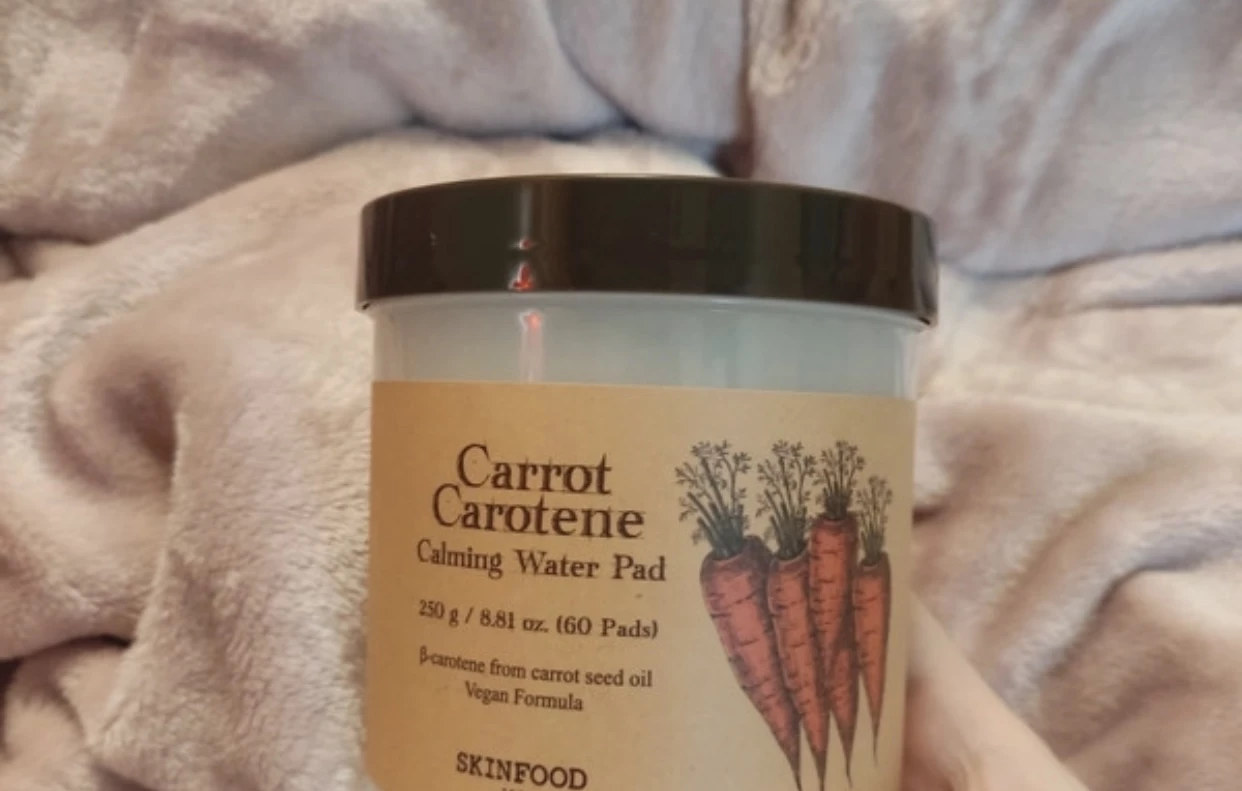 Carrot
Carotene
Calming Water Pad
250 g / 8.81 oz. (60 Pads)
β-carotene from carrot seed oil
Vegan Formula
SKINFOOD